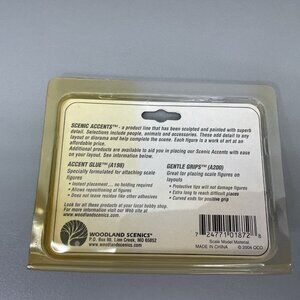 SCENIC ACCENTS™ - a product line that has been sculpted and painted with superb
detail. Selections include people, animals and accessories. These add detail to any
layout or diorama and help complete the scene. Each figure is a work of art at an
affordable price.
Additional products are available to aid you in placing our Scenic Accents with ease
on your layout. See information below.
ACCENT GLUE™ (A198)
Specially formulated for attaching scale
figures
• Instant placement... no holding required
• Allows repositioning of figures
• Does not leave residue like other adhesives
GENTLE GRIPS™ (A200)
Great for placing scale figures on
layouts
• Protective tips will not damage figures
• Extra long to reach difficult places
• Curved ends for positive grip
Look for all of these products at your local hobby shop.
For more information visit our Web site at
www.woodlandscenics.com
WOODLAND SCENICS®
P.O. Box 98, Linn Creek, MO 65052
www.woodlandscenics.com
7 24771 01872 8
Scale Model Material
MADE IN CHINA © 2004 OCO